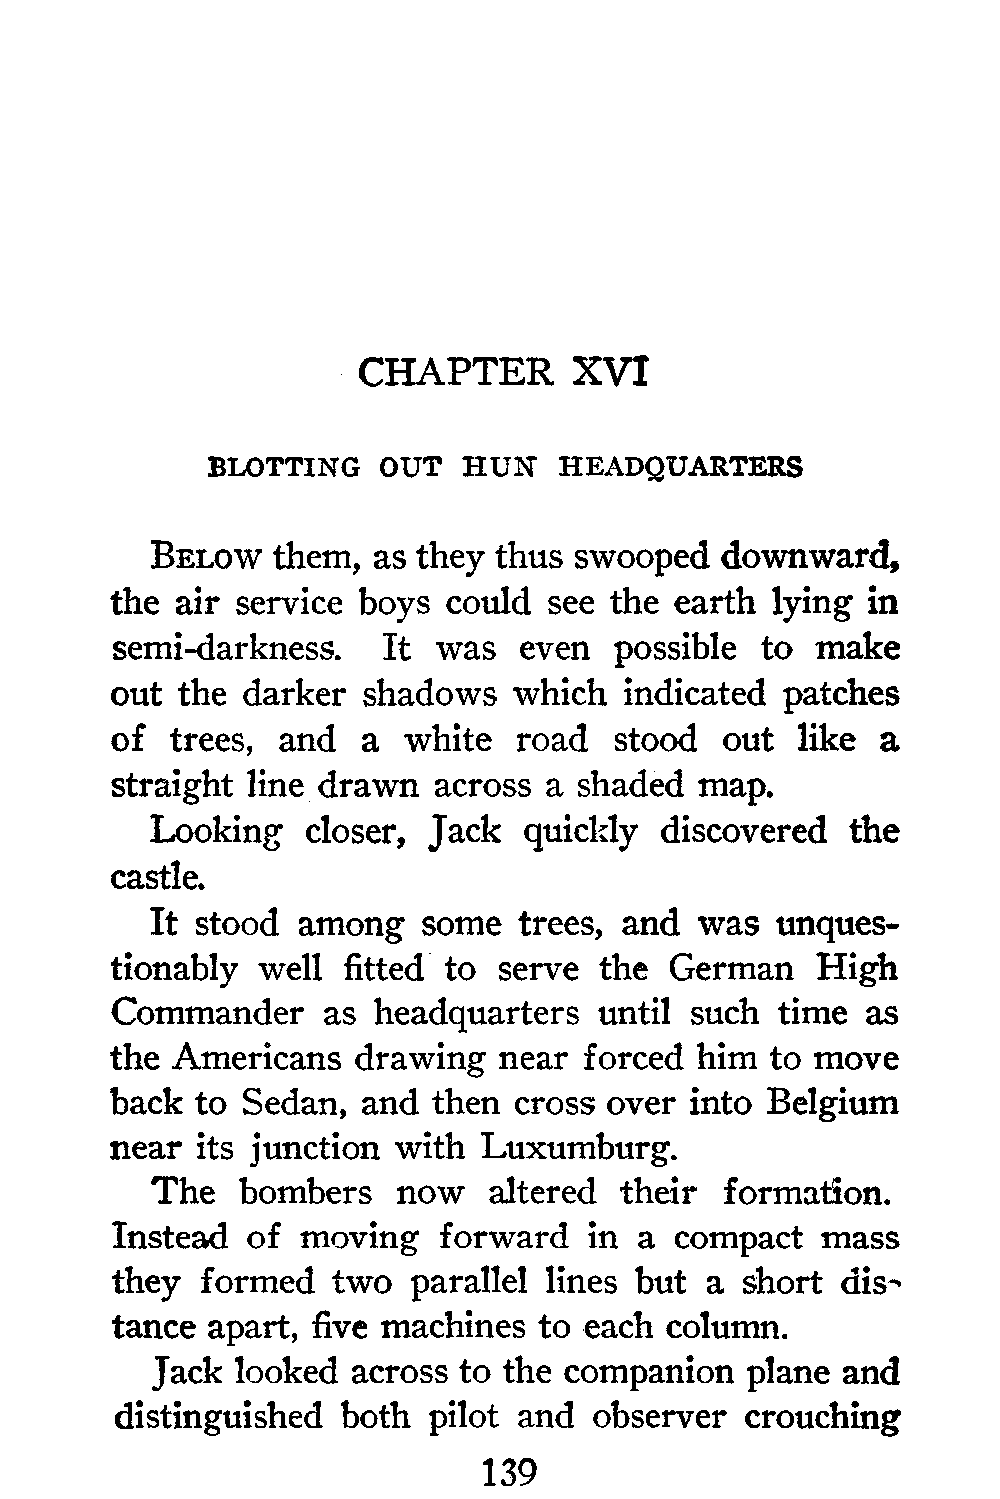 CHAPTER XVI
BLOTTING OUT HUN HEADQUARTERS
BELOW them, as they thus swooped downward,
the air service boys could see the earth lying in
semi-darkness. It was even possible to make
out the darker shadows which indicated patches
of trees, and a white road stood out like a
straight line drawn across a shaded map.
Looking closer, Jack quickly discovered the
castle.
It stood among some trees, and was unques-
tionably well fitted to serve the German High
Commander as headquarters until such time as
the Americans drawing near forced him to move
back to Sedan, and then cross over into Belgium
near its junction with Luxumburg.
The bombers now altered their formation.
Instead of moving forward in a compact mass
they formed two parallel lines but a short dis-
tance apart, five machines to each column.
Jack looked across to the companion plane and
distinguished both pilot and observer crouching
139